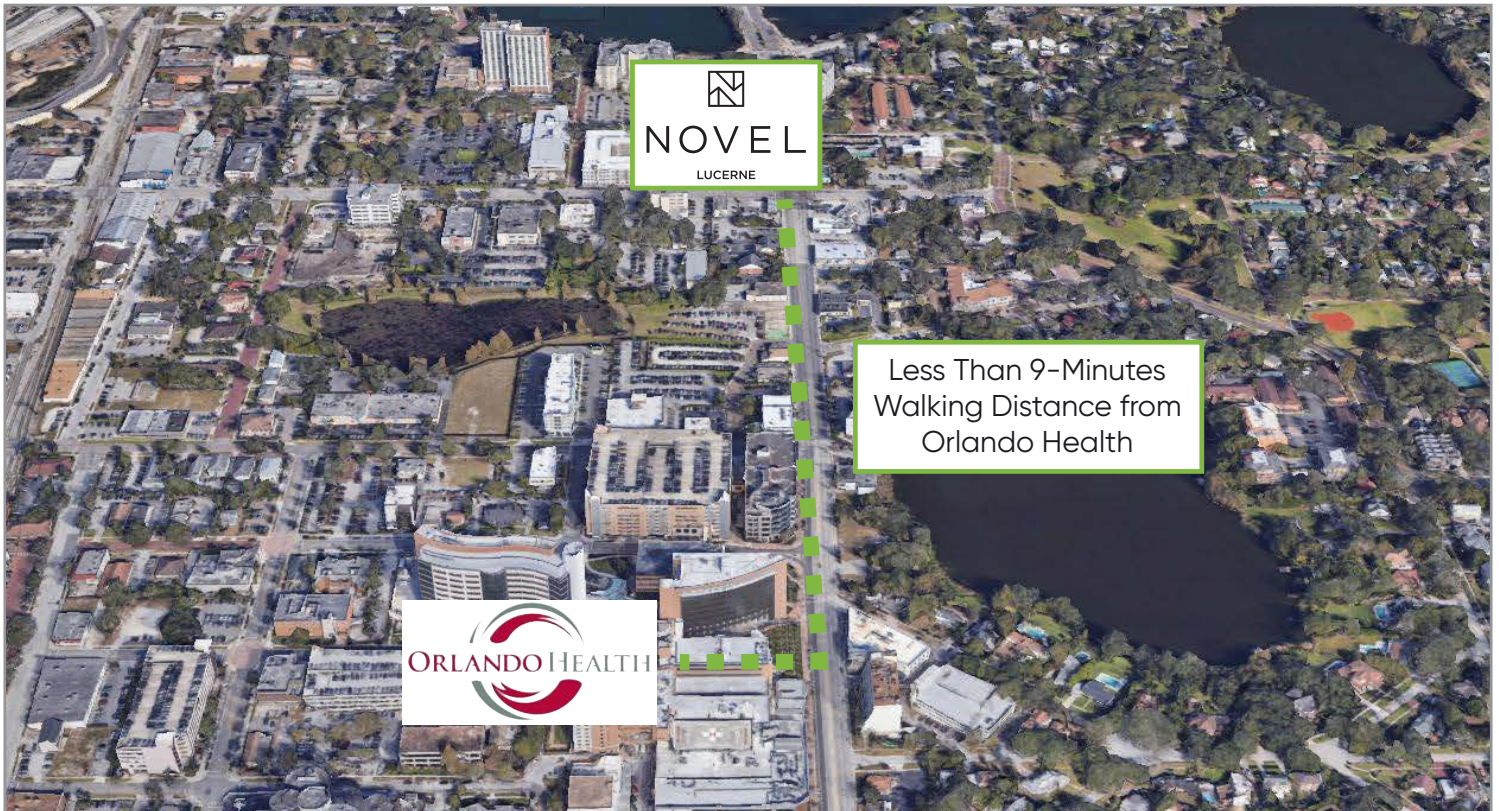 NOVEL
LUCERNE
Less Than 9-Minutes
Walking Distance from
Orlando Health
ORLANDO HEALTH